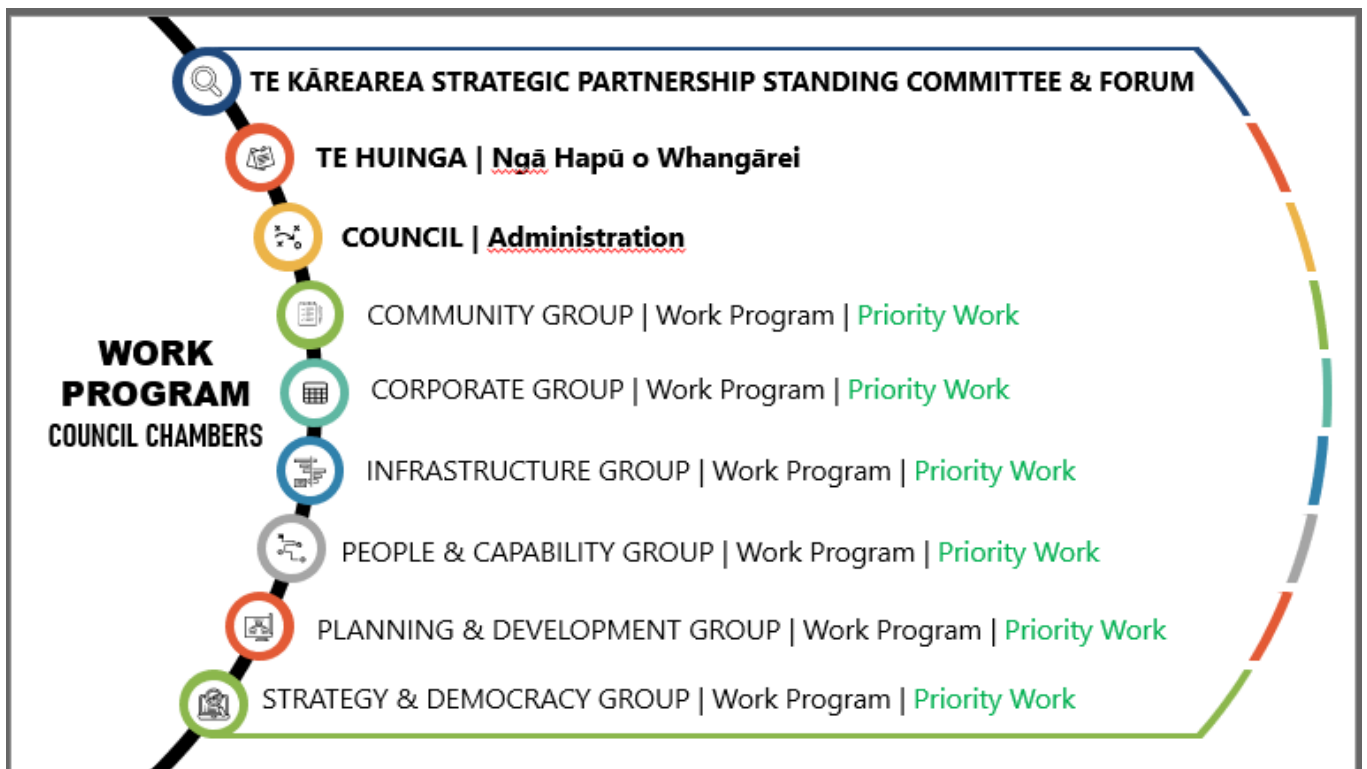 TE KĀREAREA STRATEGIC PARTNERSHIP STANDING COMMITTEE & FORUM
TE HUINGA | Ngā Hapū o Whangārei
COUNCIL | Administration
COMMUNITY GROUP | Work Program | Priority Work
WORK
PROGRAM
COUNCIL CHAMBERS
CORPORATE GROUP | Work Program | Priority Work
INFRASTRUCTURE GROUP | Work Program | Priority Work
PEOPLE & CAPABILITY GROUP | Work Program | Priority Work
PLANNING & DEVELOPMENT GROUP | Work Program | Priority Work
STRATEGY & DEMOCRACY GROUP | Work Program | Priority Work